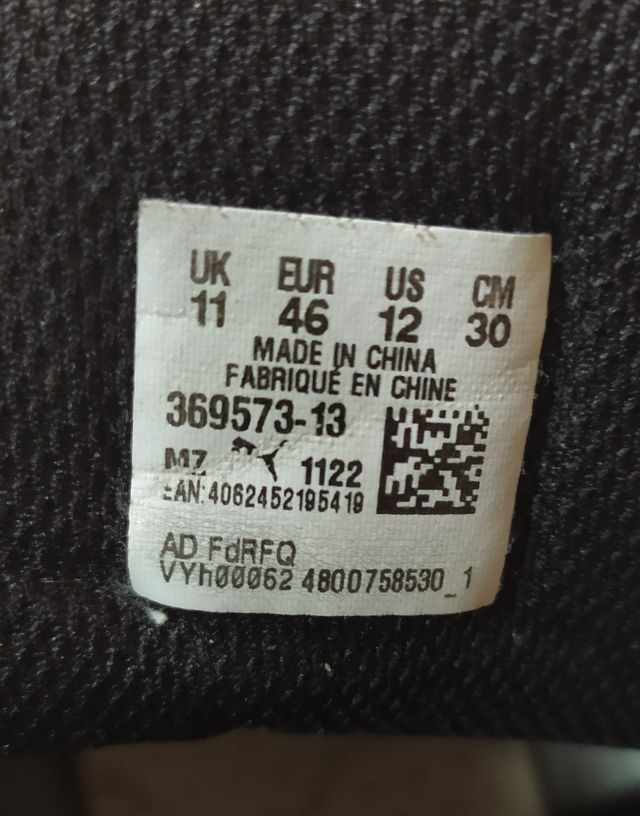 UK EUR US CM
11 46 12 30
MADE IN CHINA
FABRIQUÉ EN CHINE
369573-13
MZ 1122
EAN:4062452195419
AD FdRFQ
VYh00062 4800758530_1